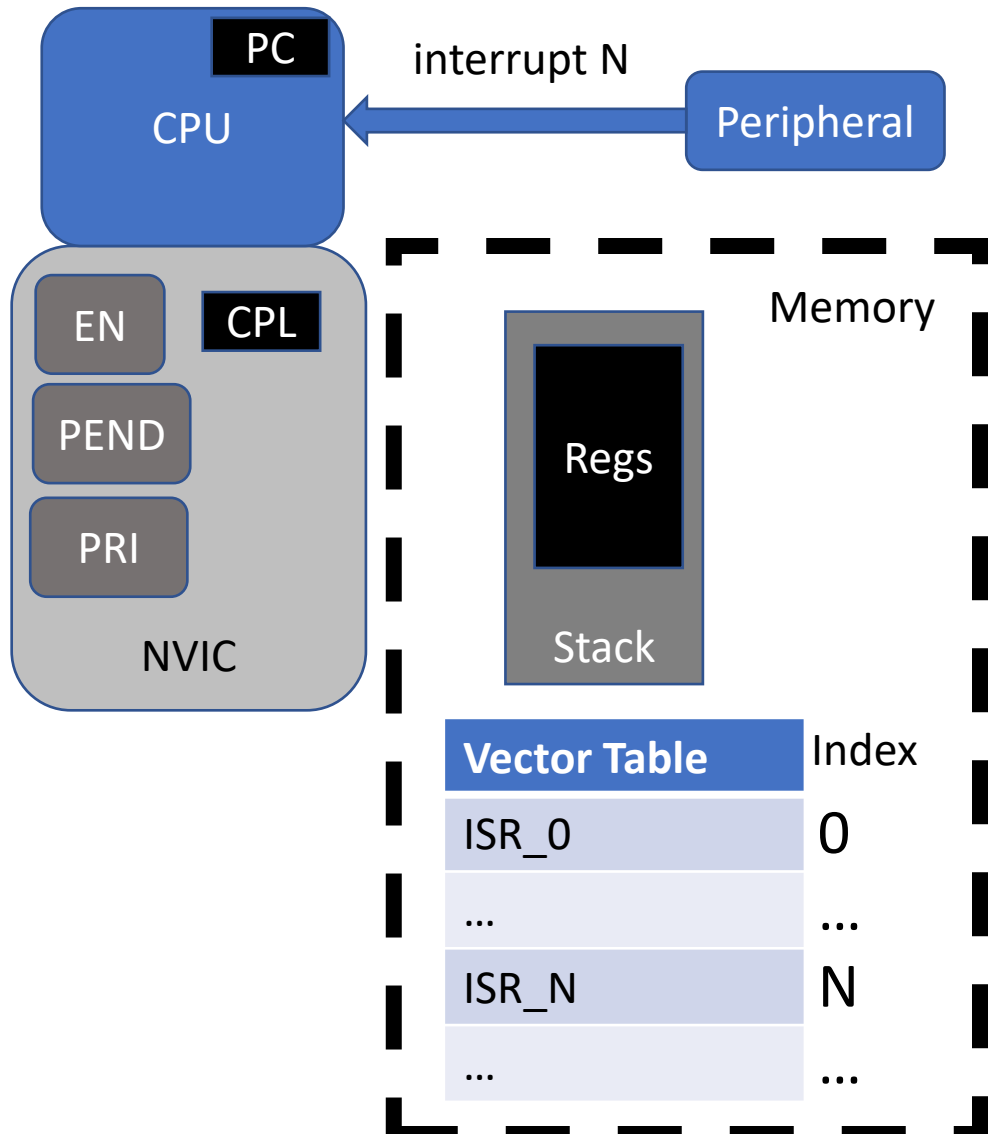 PC
interrupt N
CPU
Peripheral
EN
CPL
PEND
PRI
NVIC
Memory
Regs
Stack
Vector Table Index
ISR_0 0
... ...
ISR_N N
... ...